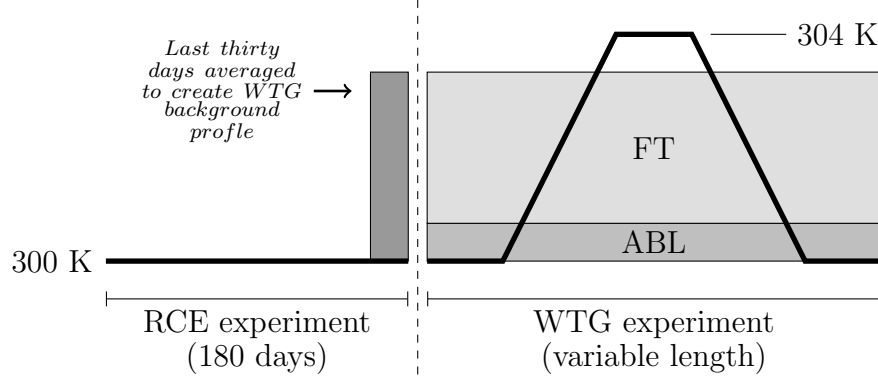 Last thirty
days averaged
to create WTG
background
profle
304 K
FT
ABL
300 K
RCE experiment
(180 days)
WTG experiment
(variable length)